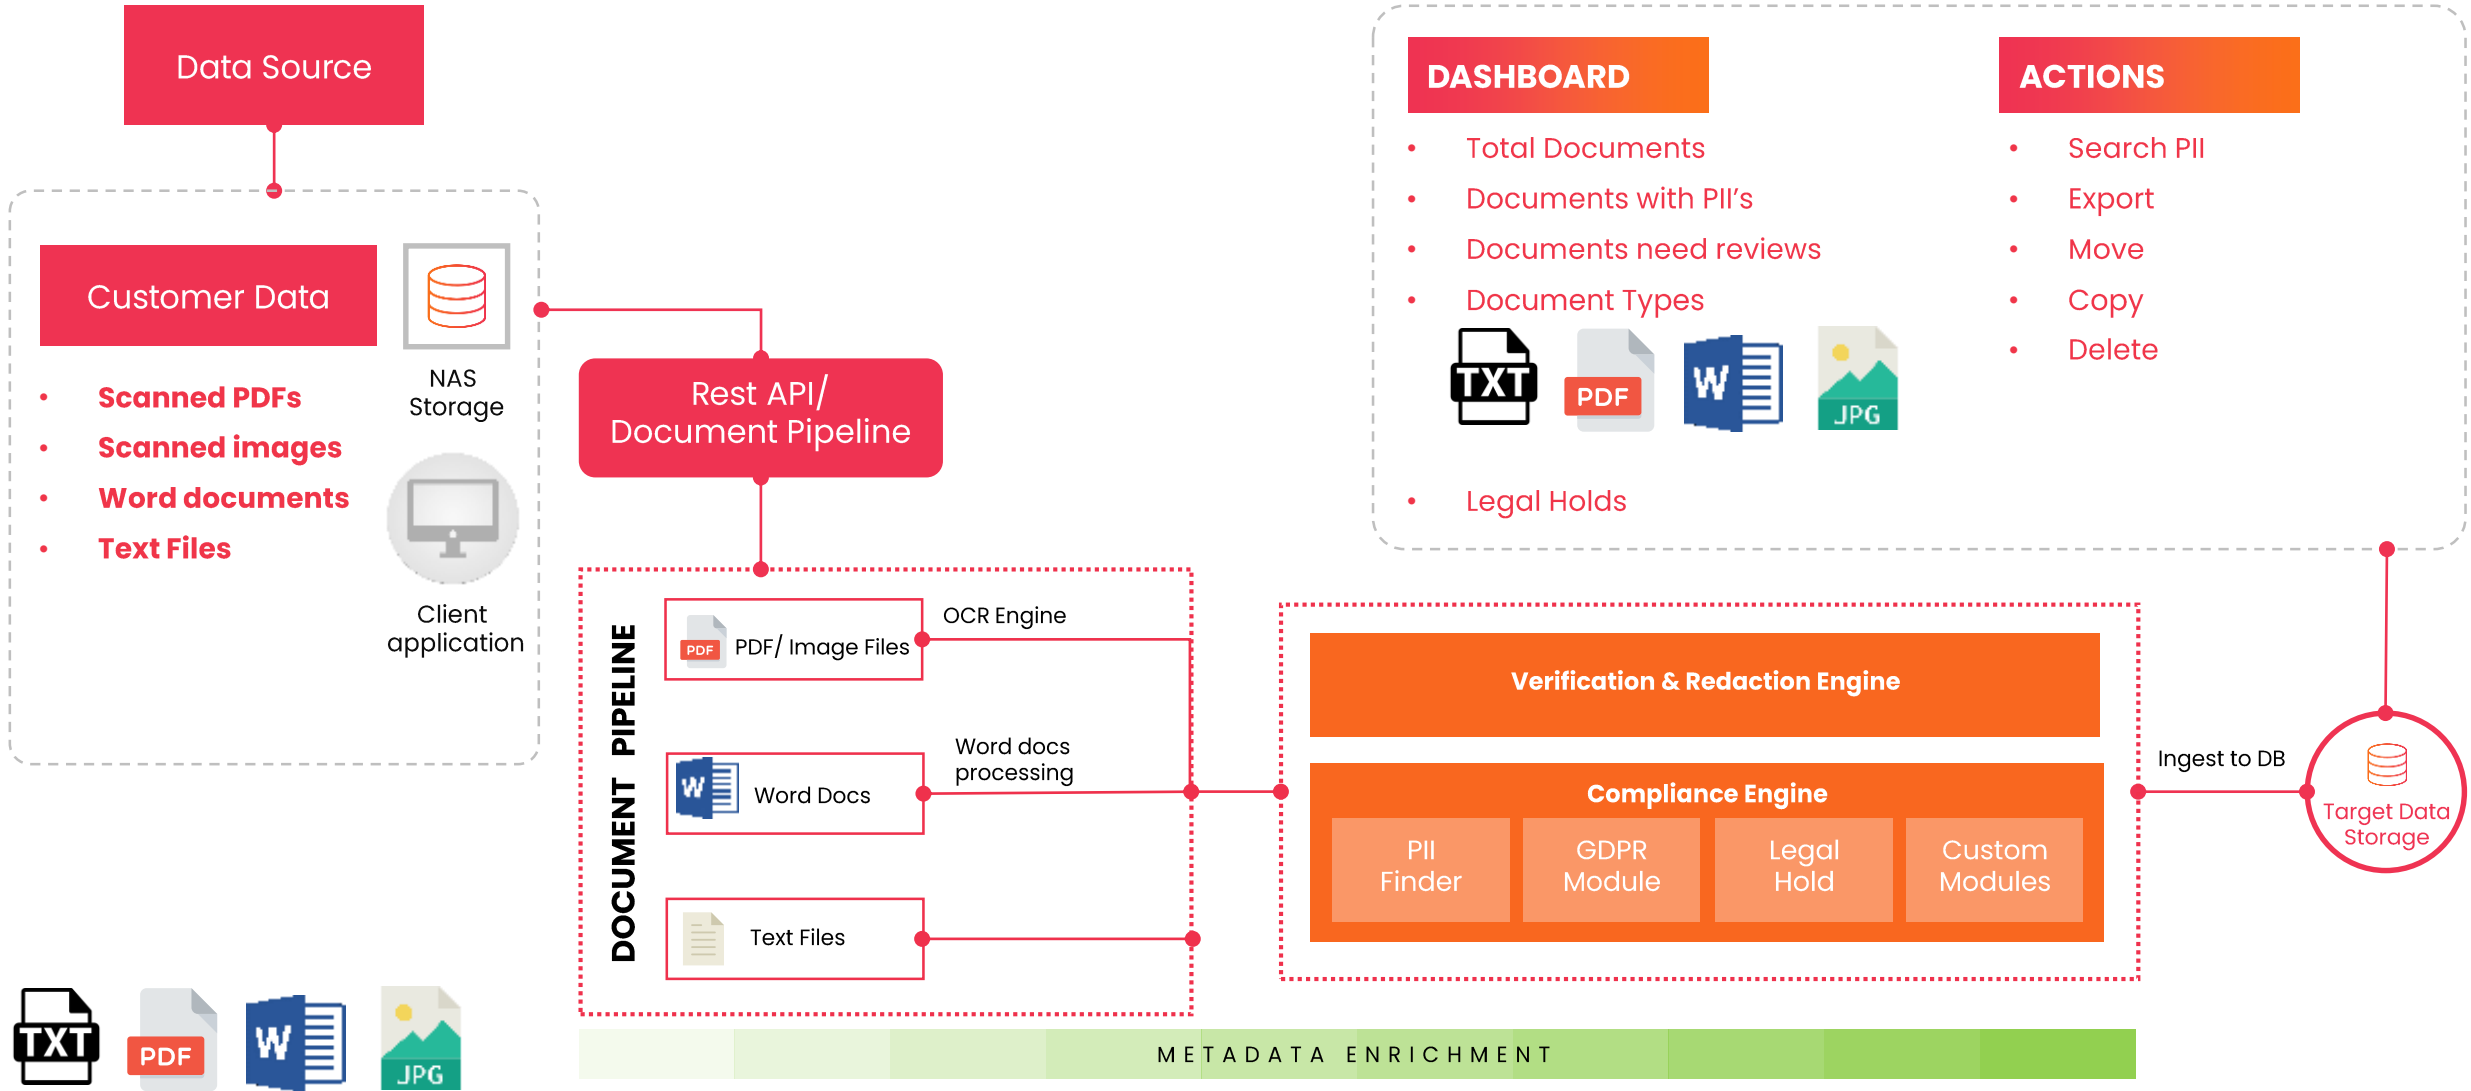 Data Source
Customer Data
• Scanned PDFs
• Scanned images
• Word documents
• Text Files
NAS
Storage
Client
application
TXT
PDF
W
JPG
Rest API/
Document Pipeline
DOCUMENT PIPELINE
PDF
PDF/ Image Files
OCR Engine
W
Word Docs
Word docs
processing
Text Files
Verification & Redaction Engine
Compliance Engine
PII
Finder
GDPR
Module
Legal
Hold
Custom
Modules
METADATA ENRICHMENT
Ingest to DB
Target Data
Storage
DASHBOARD
• Total Documents
• Documents with PII’s
• Documents need reviews
• Document Types
TXT
PDF
W
JPG
• Legal Holds
ACTIONS
• Search PII
• Export
• Move
• Copy
• Delete